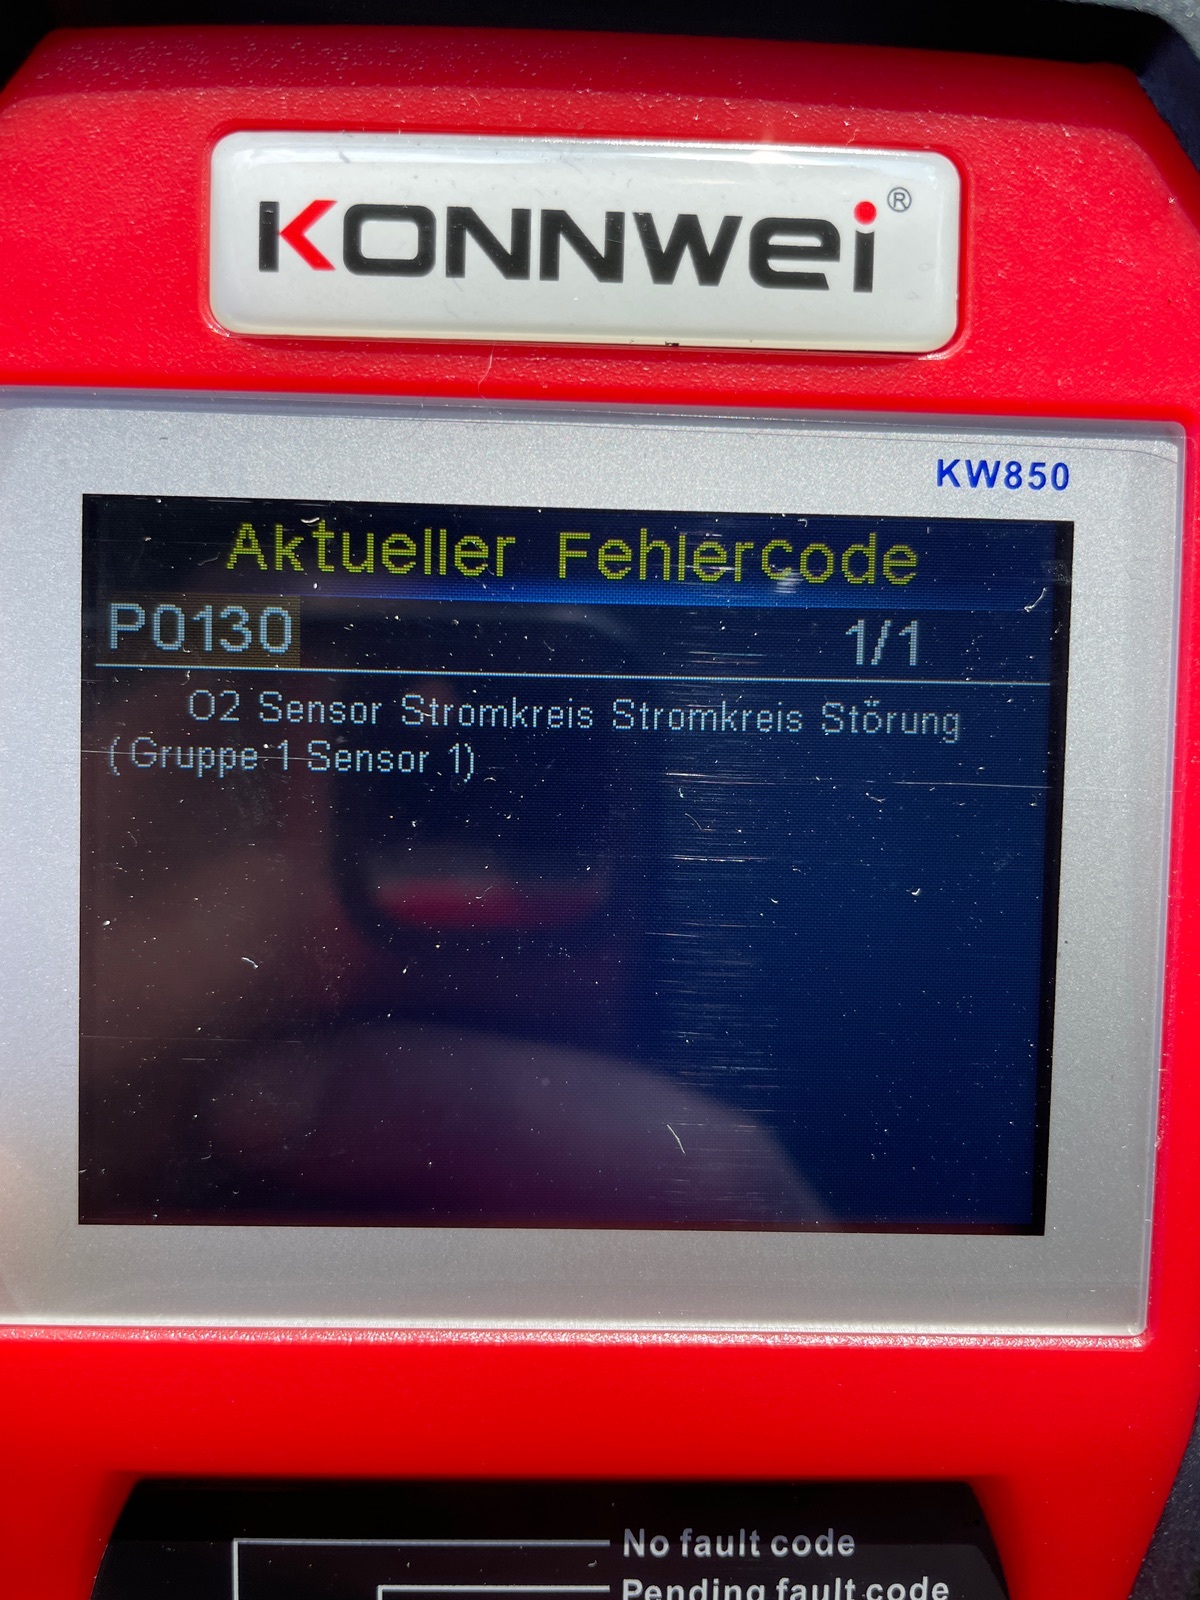 KONNWEI®
KW850
Aktueller Fehlercode
P0130 1/1
O2 Sensor Stromkreis Stromkreis Störung
(Gruppe 1 Sensor 1)
No fault code
Pending fault code